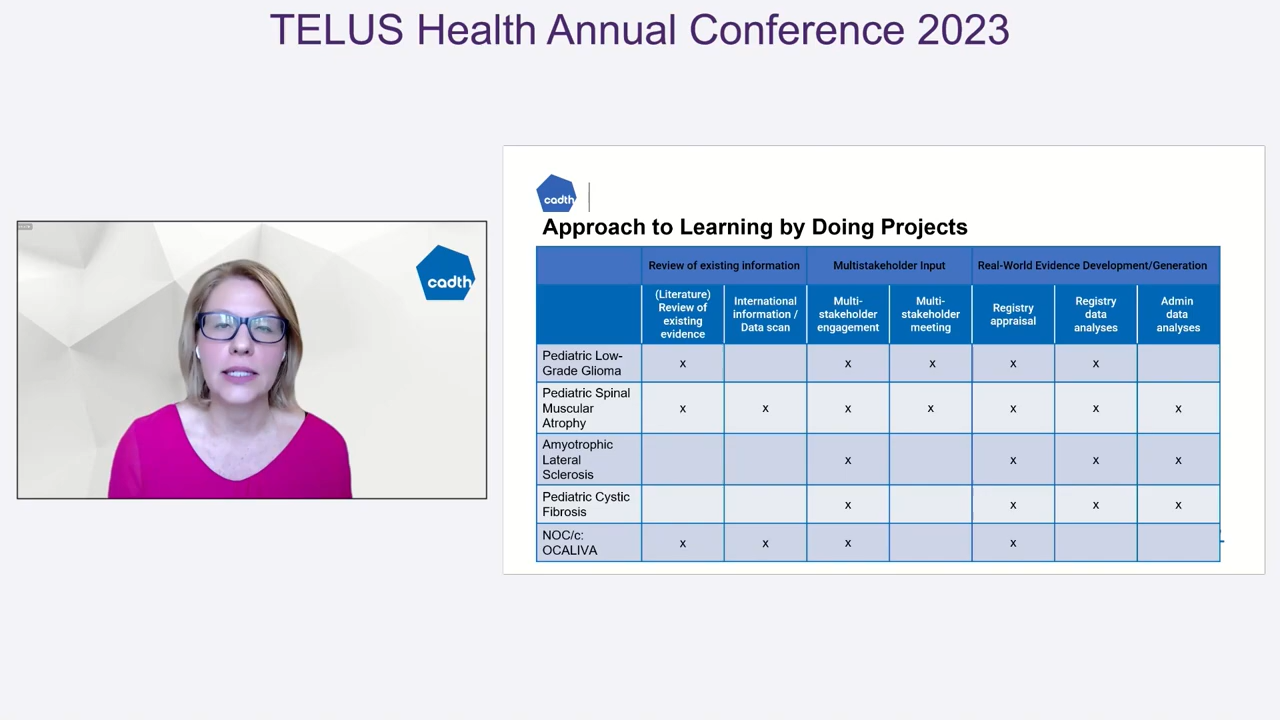 TELUS Health Annual Conference 2023
cadth
cadth
Approach to Learning by Doing Projects
Review of existing information
Multistakeholder Input
Real-World Evidence Development/Generation
(Literature)
Review of
existing
evidence
International
information /
Data scan
Multi-
stakeholder
engagement
Multi-
stakeholder
meeting
Registry
appraisal
Registry
data
analyses
Admin
data
analyses
Pediatric Low-
Grade Glioma
x x x x x
Pediatric Spinal
Muscular
Atrophy
x x x x x x x
Amyotrophic
Lateral
Sclerosis
x x x x
Pediatric Cystic
Fibrosis
x x x x
NOC/c:
OCALIVA
x x x x